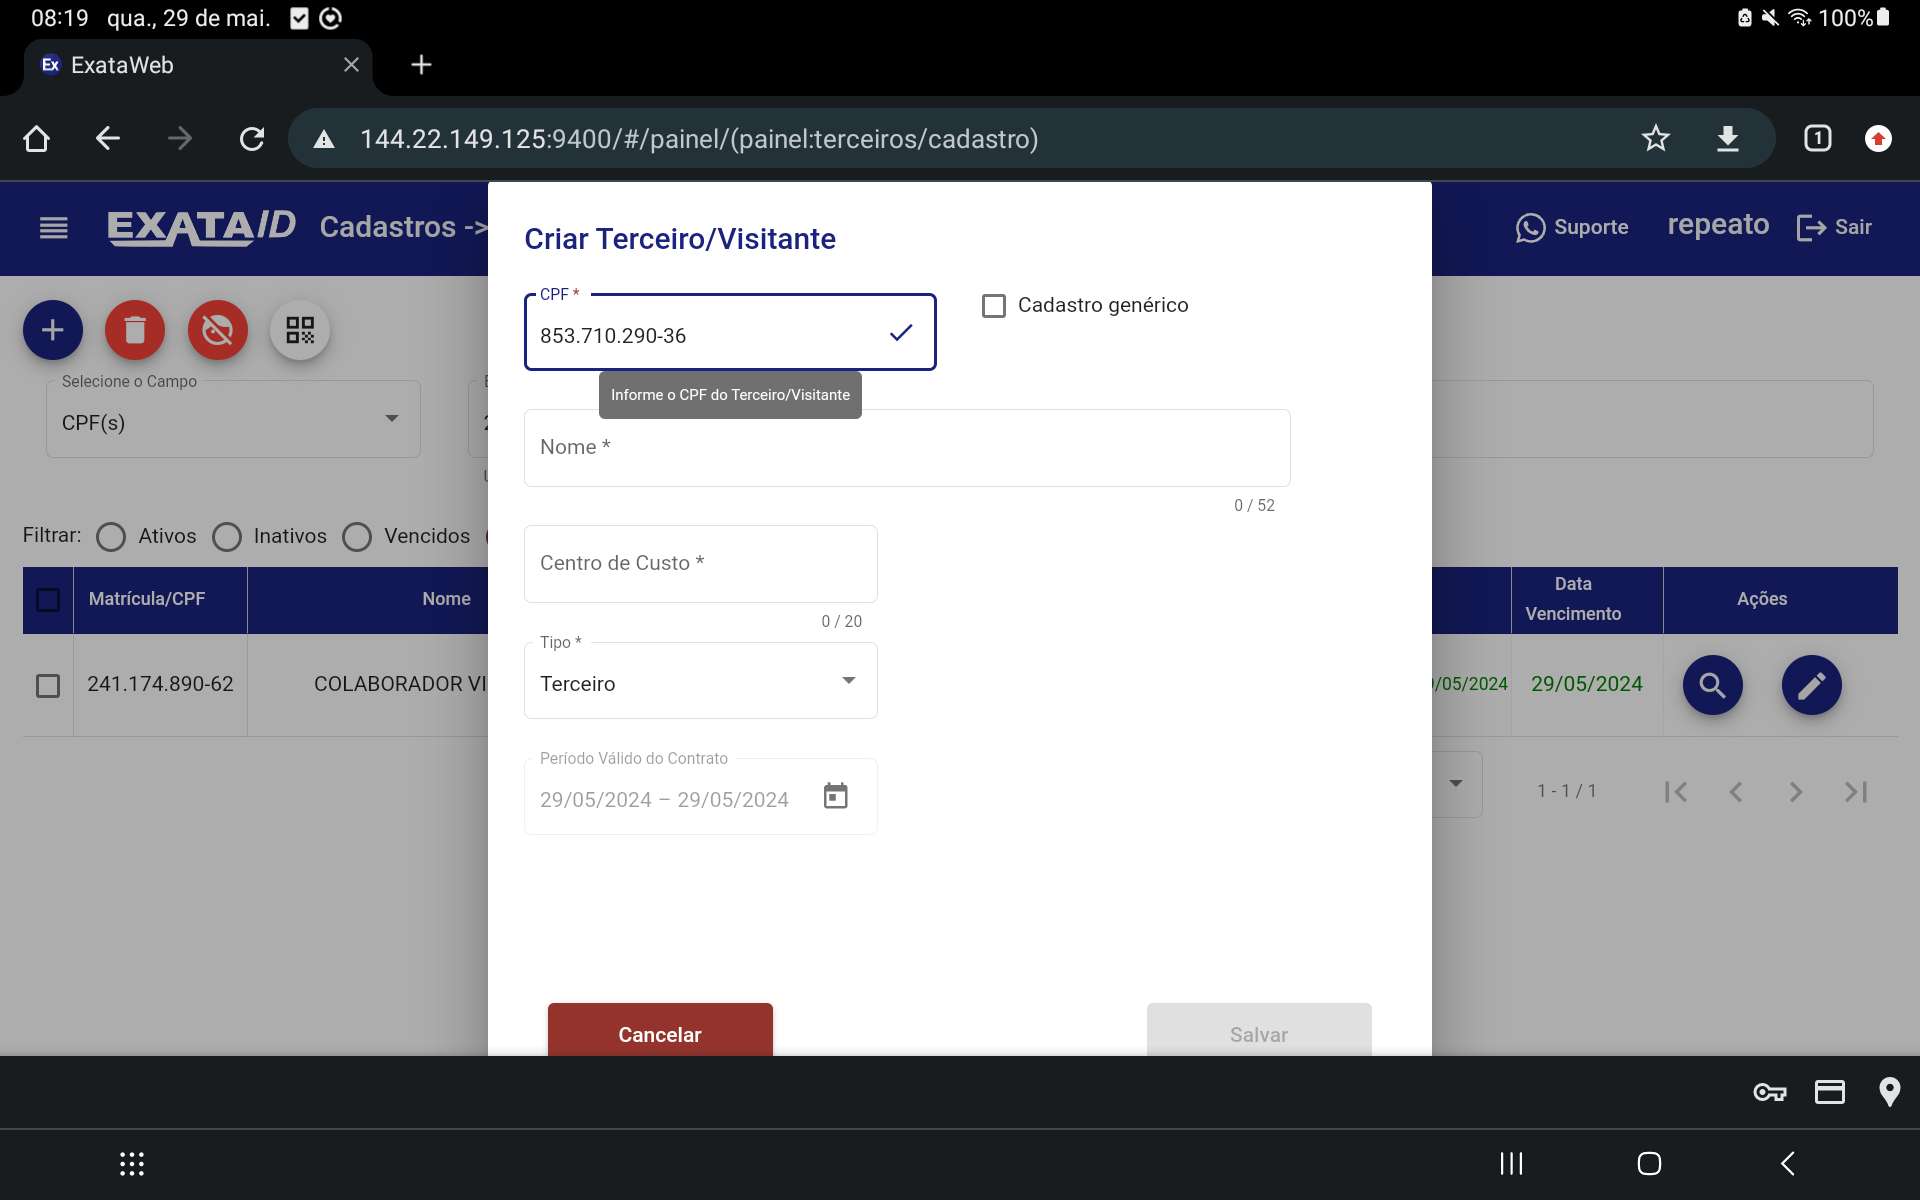 08:19 qua., 29 de mai. 100%
Ex ExataWeb
144.22.149.125:9400/#/painel/(painel:terceiros/cadastro) 1
EXATAID Cadastros -> Suporte repeato Sair
Criar Terceiro/Visitante
CPF *
853.710.290-36
Cadastro genérico
Informe o CPF do Terceiro/Visitante
Selecione o Campo
CPF(s)
Nome *
0 / 52
Filtrar: Ativos Inativos Vencidos
Centro de Custo *
0 / 20
Matrícula/CPF Nome Data Vencimento Ações
Tipo *
Terceiro
241.174.890-62 COLABORADOR VI /05/2024 29/05/2024
Período Válido do Contrato
29/05/2024 – 29/05/2024
1 - 1 / 1
Cancelar Salvar